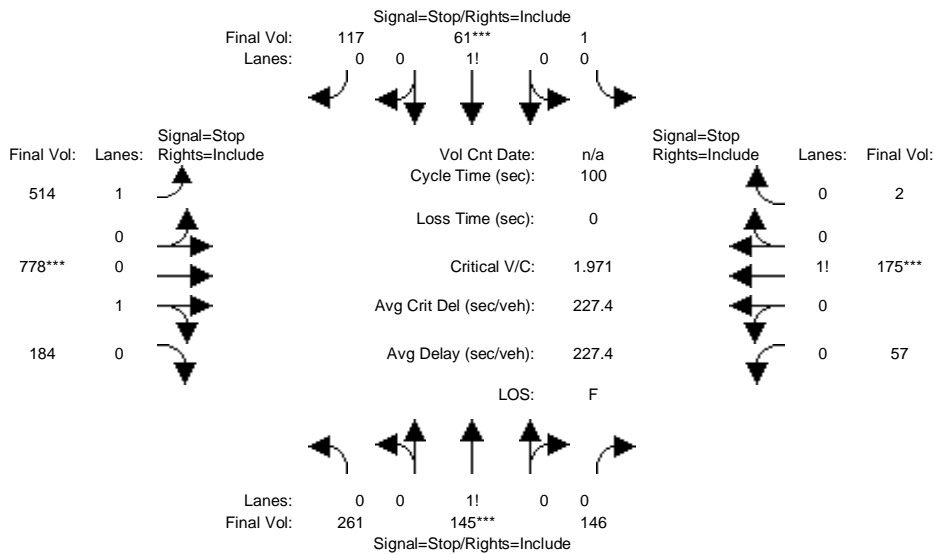 Signal=Stop/Rights=Include
Final Vol: 117 61*** 1
Lanes: 0 0 1! 0 0
Signal=Stop
Final Vol: Lanes: Rights=Include
Vol Cnt Date: n/a
Signal=Stop
Rights=Include Lanes: Final Vol:
Cycle Time (sec): 100
514 1
0 2
Loss Time (sec): 0
0
0
778*** 0
Critical V/C: 1.971
1! 175***
1
Avg Crit Del (sec/veh): 227.4
0
184 0
Avg Delay (sec/veh): 227.4
0 57
LOS: F
Lanes: 0 0 1! 0 0
Final Vol: 261 145*** 146
Signal=Stop/Rights=Include